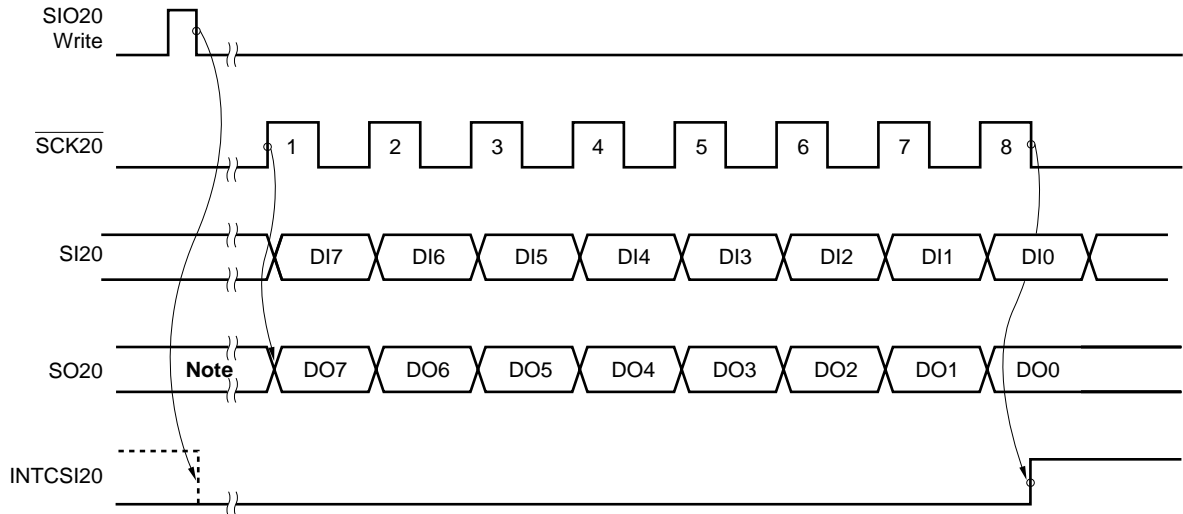 SIO20
Write
SCK20
1 2 3 4 5 6 7 8
SI20
DI7 DI6 DI5 DI4 DI3 DI2 DI1 DI0
SO20
Note
DO7 DO6 DO5 DO4 DO3 DO2 DO1 DO0
INTCSI20